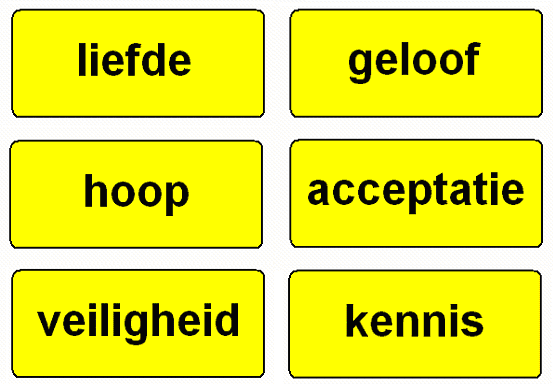 liefde
geloof
hoop
acceptatie
veiligheid
kennis